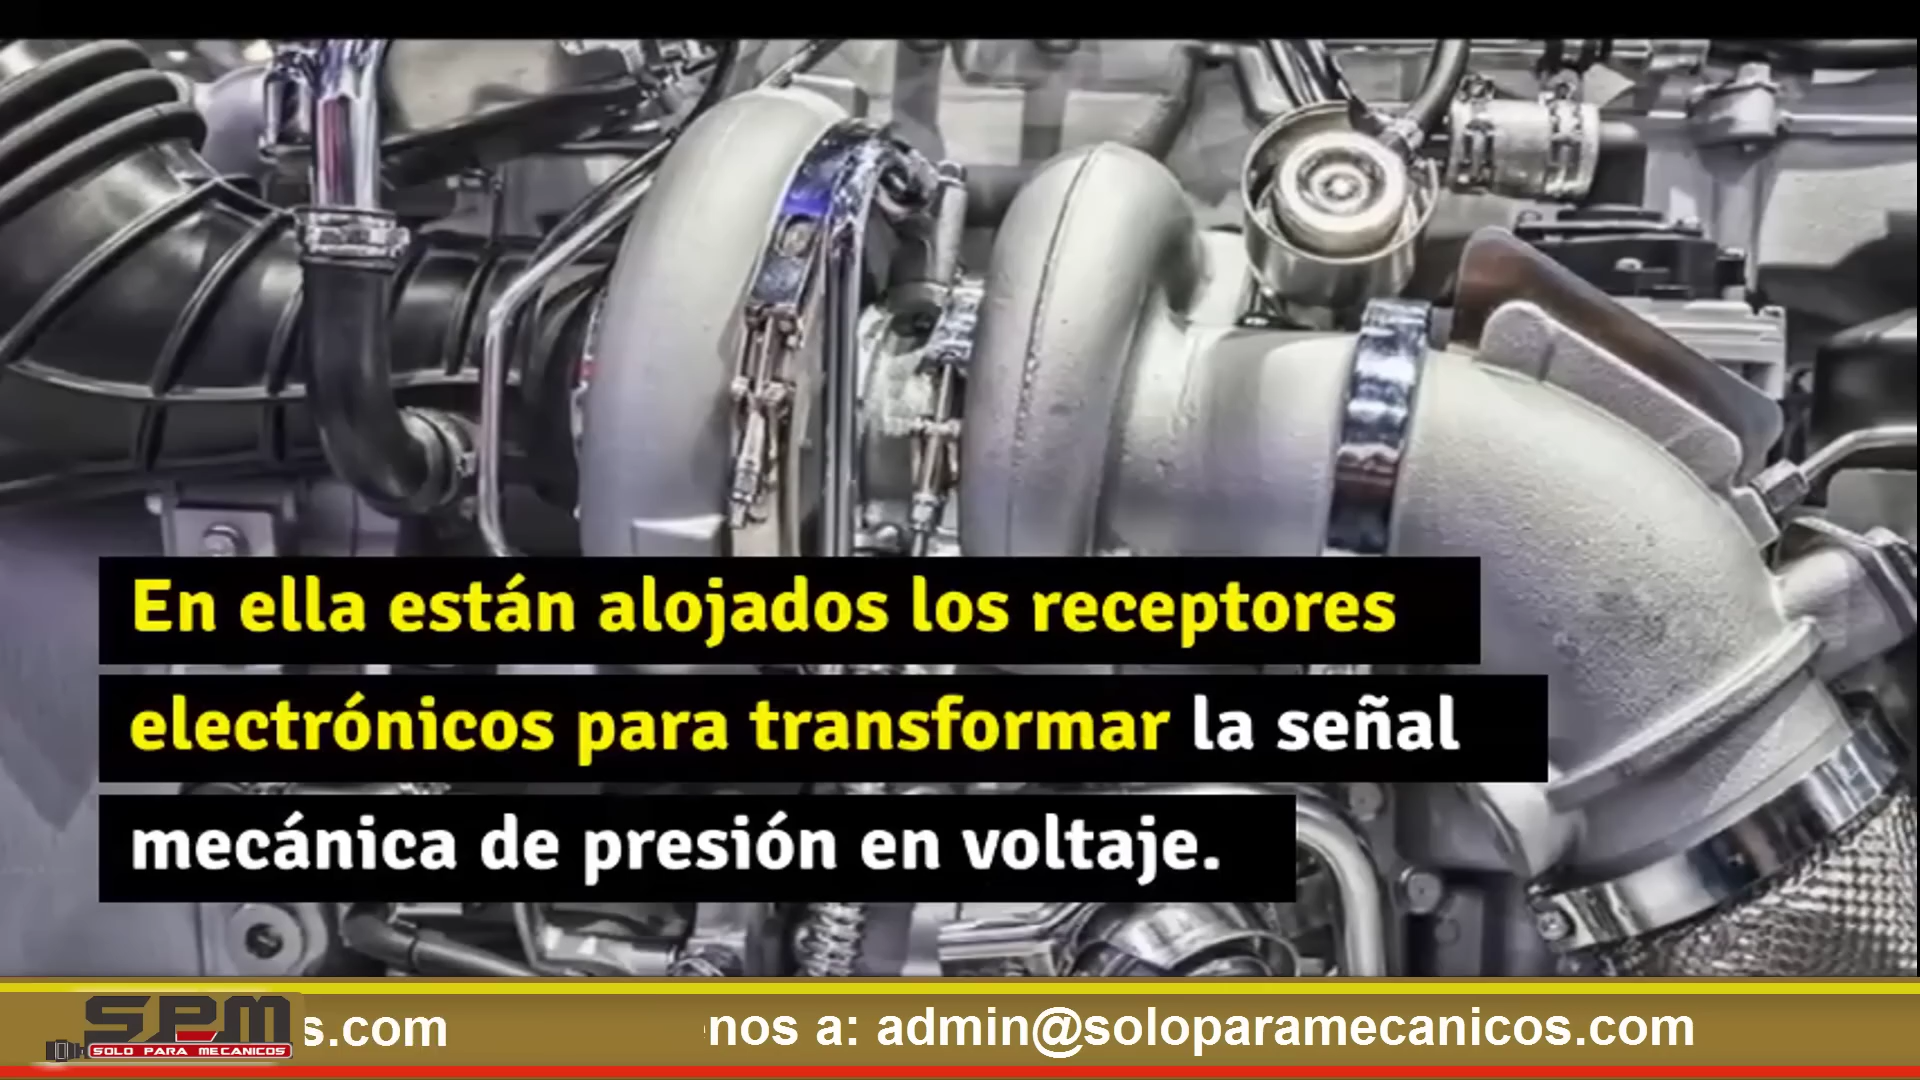 En ella están alojados los receptores
electrónicos para transformar la señal
mecánica de presión en voltaje.
SPM
SOLO PARA MECANICOS
s.com
nos a: admin@soloparamecanicos.com